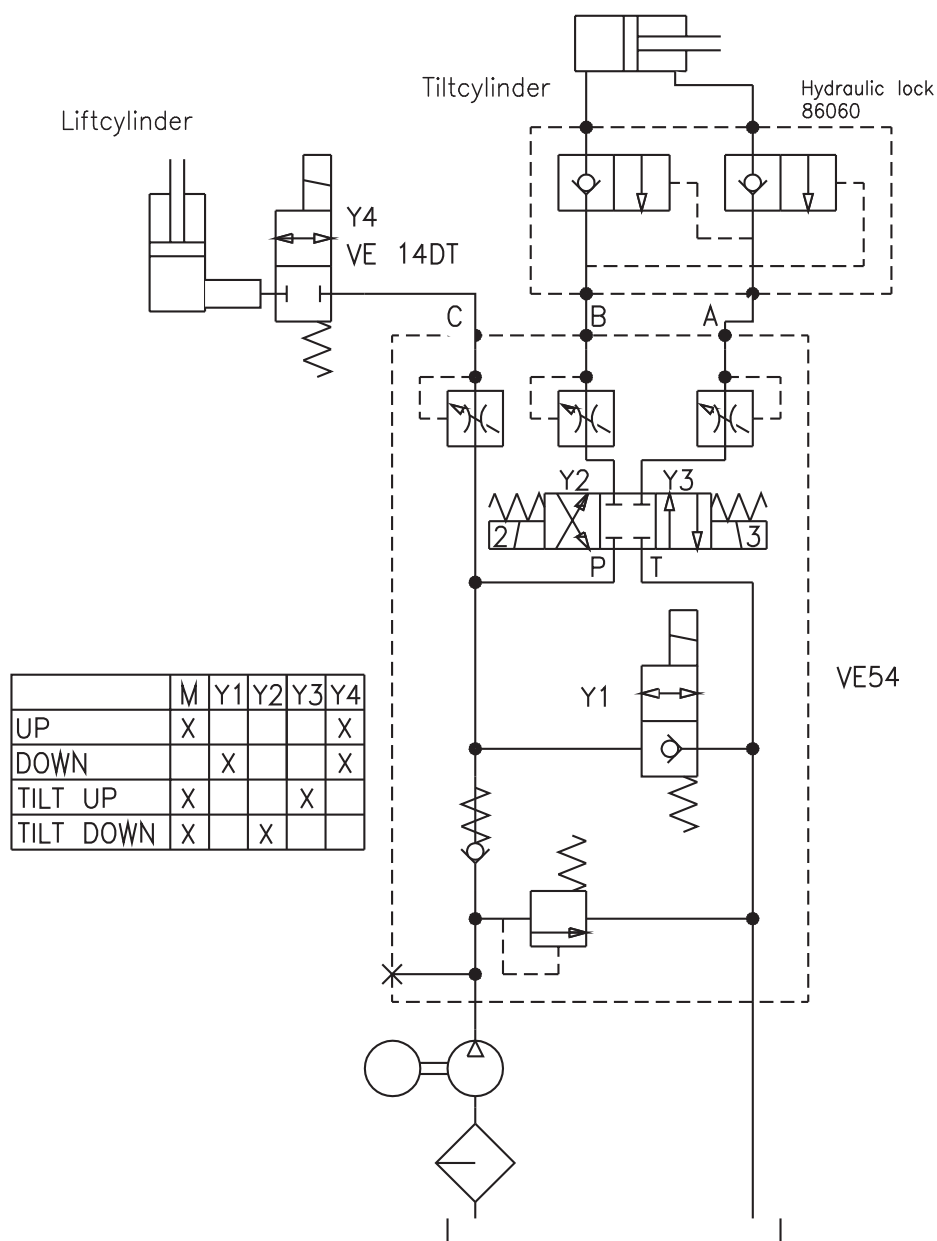 Tiltcylinder
Hydraulic lock
86060
Liftcylinder
Y4
VE 14DT
C
B
A
Y2
Y3
2
3
P
T
Y1
VE54
M Y1 Y2 Y3 Y4
UP X X
DOWN X X
TILT UP X X
TILT DOWN X X